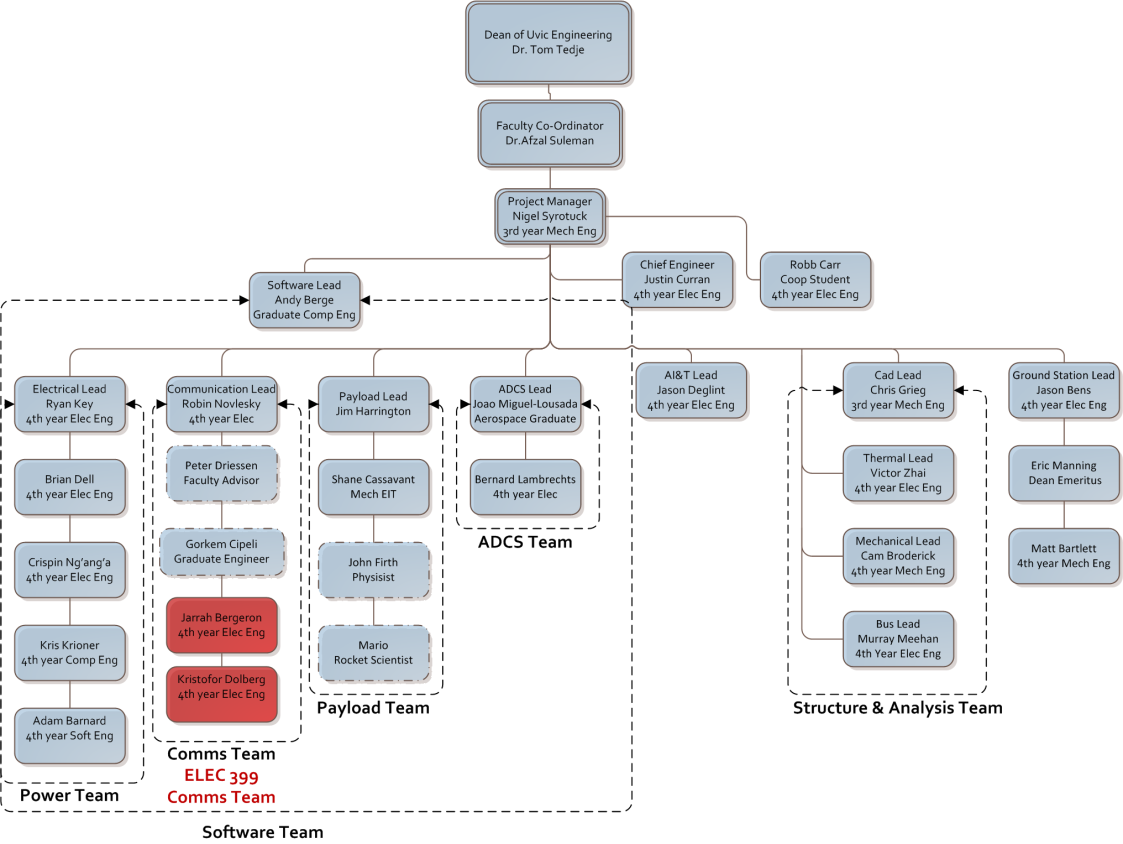 Dean of Uvic Engineering
Dr. Tom Tedje
Faculty Co-Ordinator
Dr.Afzal Suleman
Project Manager
Nigel Syrotuck
3rd year Mech Eng
Software Lead
Andy Berge
Graduate Comp Eng
Chief Engineer
Justin Curran
4th year Elec Eng
Robb Carr
Coop Student
4th year Elec Eng
Electrical Lead
Ryan Key
4th year Elec Eng
Brian Dell
4th year Elec Eng
Crispin Ng'ang'a
4th year Elec Eng
Kris Krioner
4th year Comp Eng
Adam Barnard
4th year Soft Eng
Power Team
Communication Lead
Robin Novlesky
4th year Elec
Peter Driessen
Faculty Advisor
Gorkem Cipeli
Graduate Engineer
Jarrah Bergeron
4th year Elec Eng
Kristofor Dolberg
4th year Elec Eng
Comms Team
ELEC 399
Comms Team
Payload Lead
Jim Harrington
Shane Cassavant
Mech EIT
John Firth
Physisist
Mario
Rocket Scientist
Payload Team
ADCS Lead
Joao Miguel-Lousada
Aerospace Graduate
Bernard Lambrechts
4th year Elec
ADCS Team
AI&T Lead
Jason Deglint
4th year Elec Eng
Cad Lead
Chris Grieg
3rd year Mech Eng
Thermal Lead
Victor Zhai
4th year Elec Eng
Mechanical Lead
Cam Broderick
4th year Mech Eng
Bus Lead
Murray Meehan
4th Year Elec Eng
Structure & Analysis Team
Ground Station Lead
Jason Bens
4th year Elec Eng
Eric Manning
Dean Emeritus
Matt Bartlett
4th year Mech Eng
Software Team